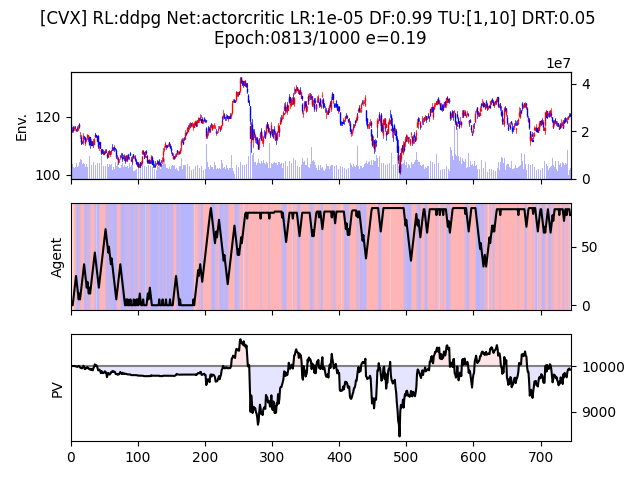 [CVX] RL:ddpg Net:actorcritic LR:1e-05 DF:0.99 TU:[1,10] DRT:0.05
Epoch:0813/1000 e=0.19
1e7
Env.
120
100
4
2
0
Agent
50
0
PV
10000
9000
0 100 200 300 400 500 600 700